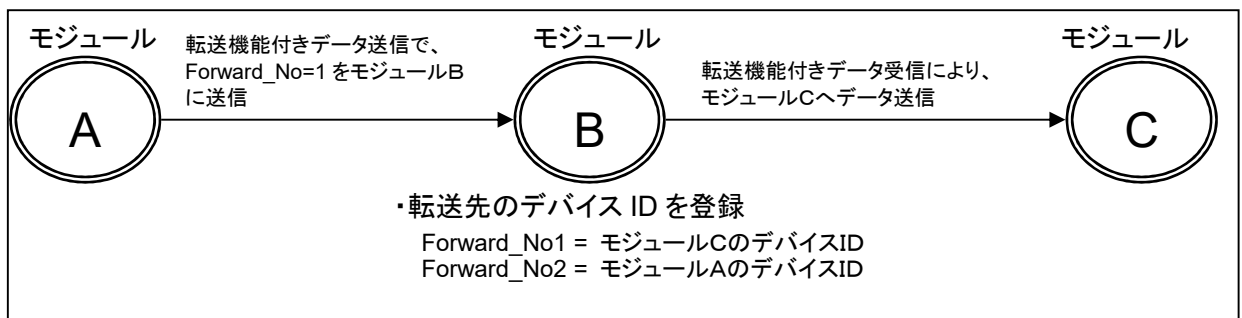 モジュール
転送機能付きデータ送信で、
Forward_No=1 をモジュールB
に送信
モジュール
転送機能付きデータ受信により、
モジュールCへデータ送信
モジュール
A
B
C
・転送先のデバイス ID を登録
Forward_No1 = モジュールCのデバイスID
Forward_No2 = モジュールAのデバイスID